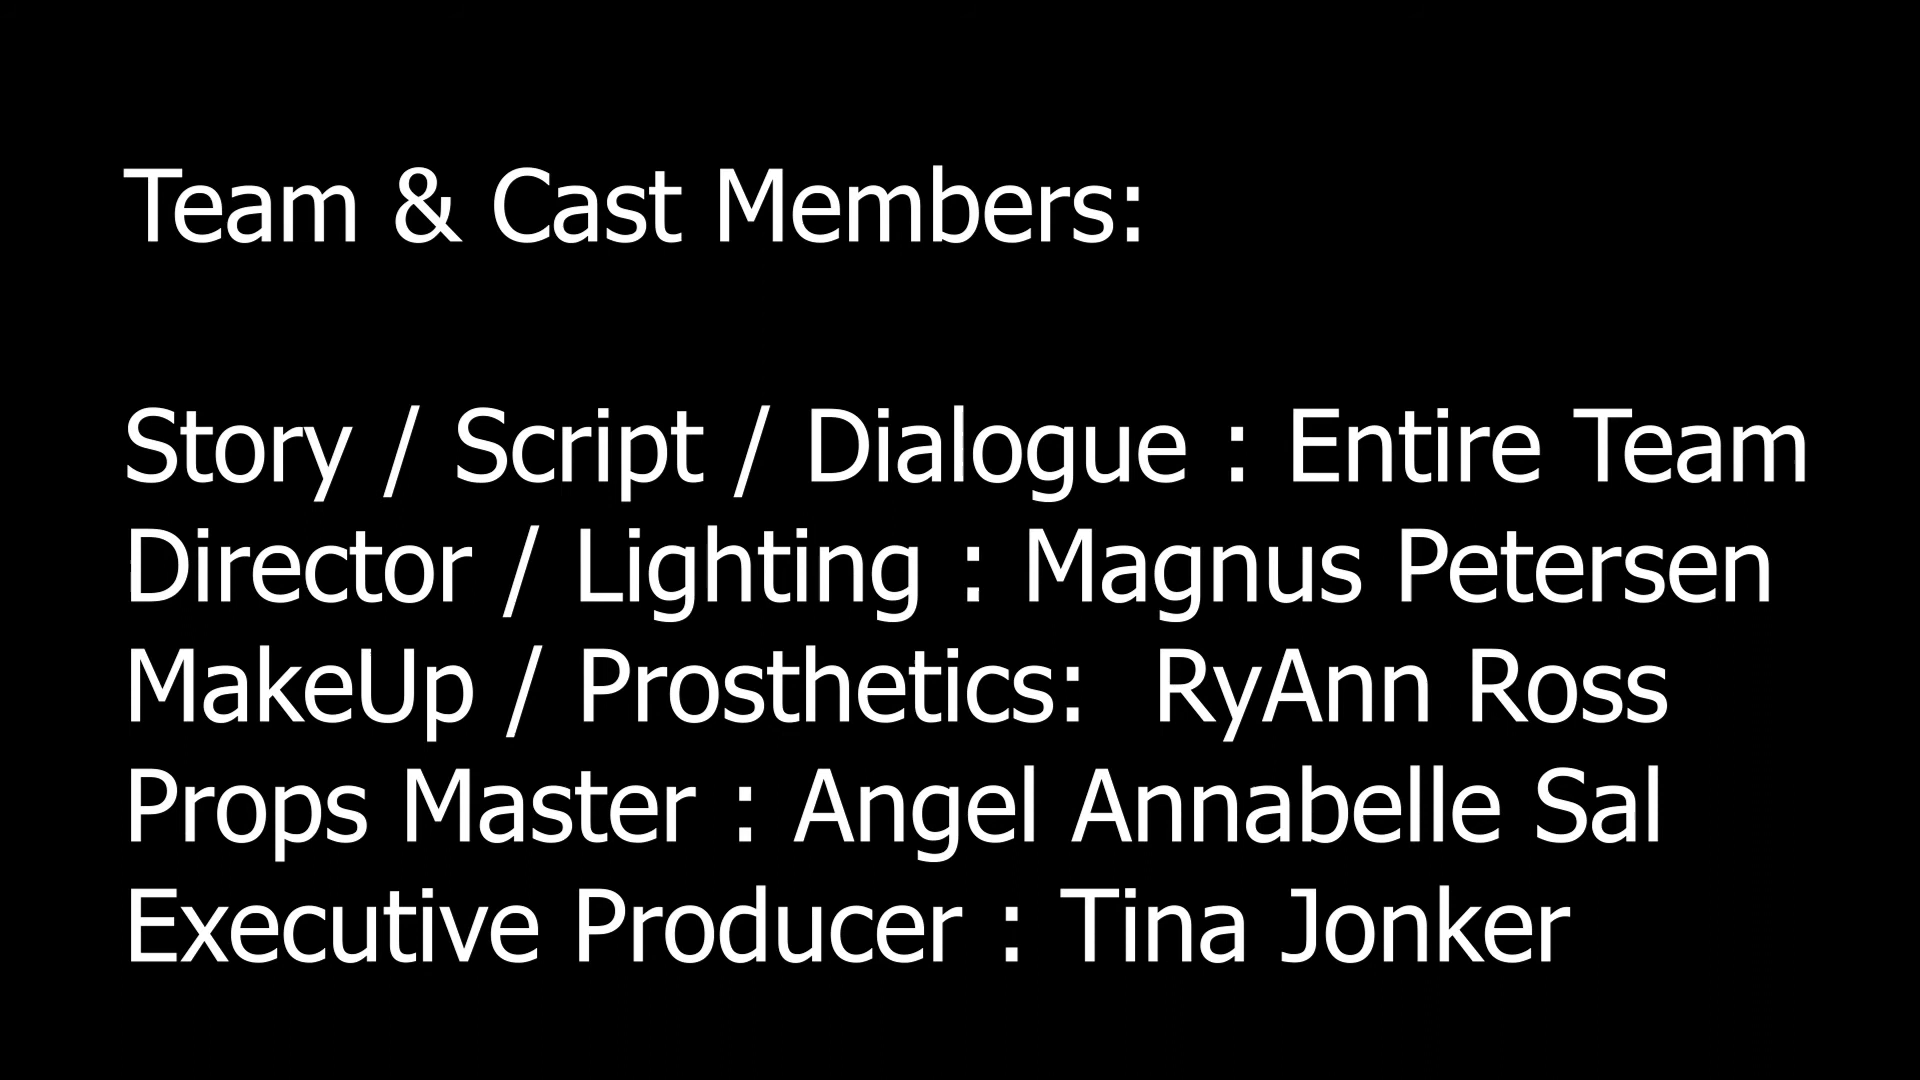 Team & Cast Members:
Story / Script / Dialogue : Entire Team
Director / Lighting : Magnus Petersen
MakeUp / Prosthetics:  RyAnn Ross
Props Master : Angel Annabelle Sal
Executive Producer : Tina Jonker